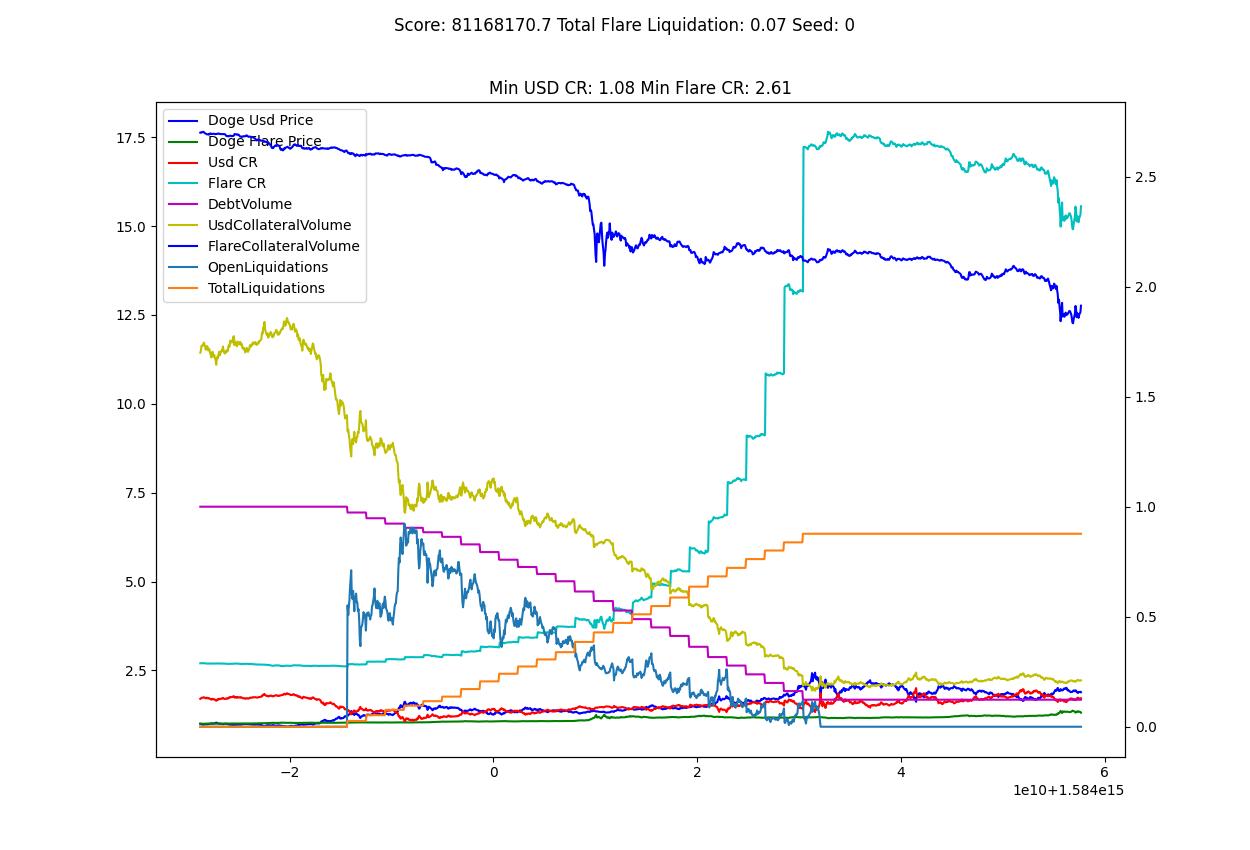 Score: 81168170.7 Total Flare Liquidation: 0.07 Seed: 0
Min USD CR: 1.08 Min Flare CR: 2.61
Doge Usd Price
Doge Flare Price
Usd CR
Flare CR
DebtVolume
UsdCollateralVolume
FlareCollateralVolume
OpenLiquidations
TotalLiquidations
17.5
15.0
12.5
10.0
7.5
5.0
2.5
2.5
2.0
1.5
1.0
0.5
0.0
−2
0
2
4
6
1e10+1.584e15